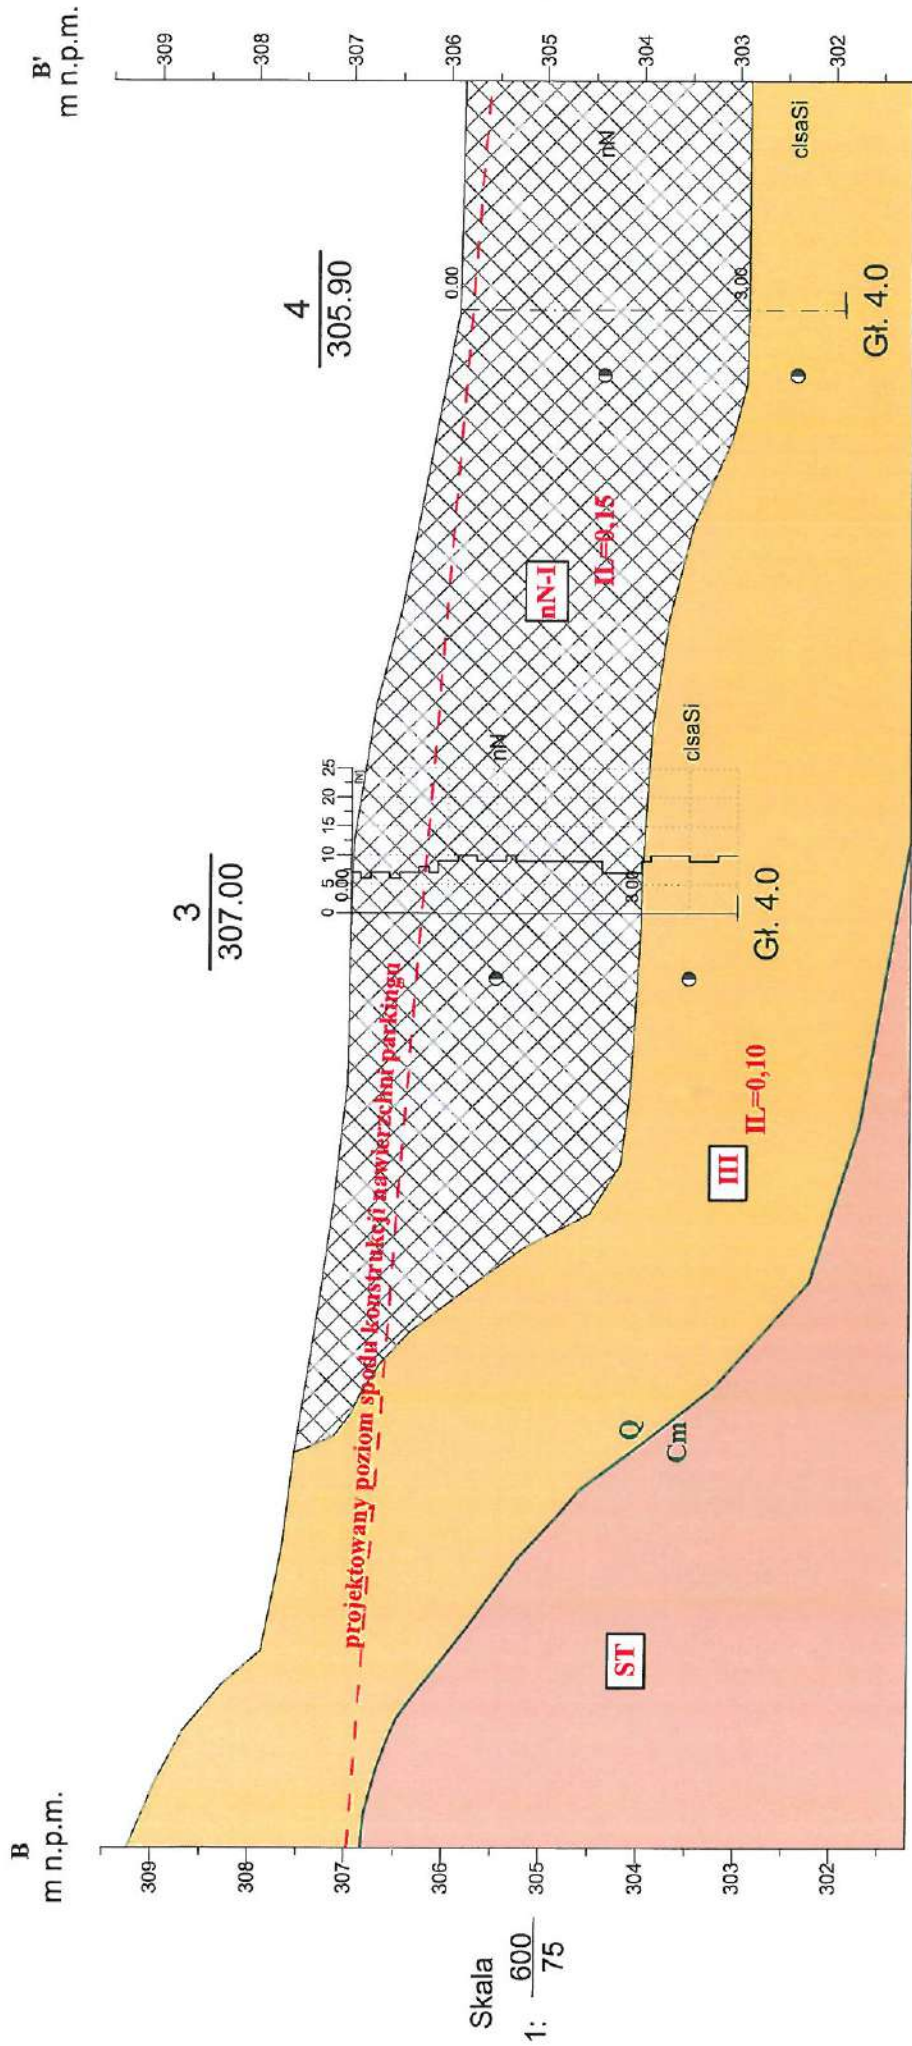 B
m n.p.m.
309
308
307
306
305
304
303
302
Skala
1: 600
75
3
307.00
0 5 10 15 20 25
[N]
0.00
3.00
Gł. 4.0
nN
clsaSi
projektowany poziom spodu konstrukcji nawierzchni parkingu
nN-I
IL=0,15
III
IL=0,10
Q
Cm
ST
4
305.90
0.00
3.00
Gł. 4.0
nN
clsaSi
B'
m n.p.m.
309
308
307
306
305
304
303
302